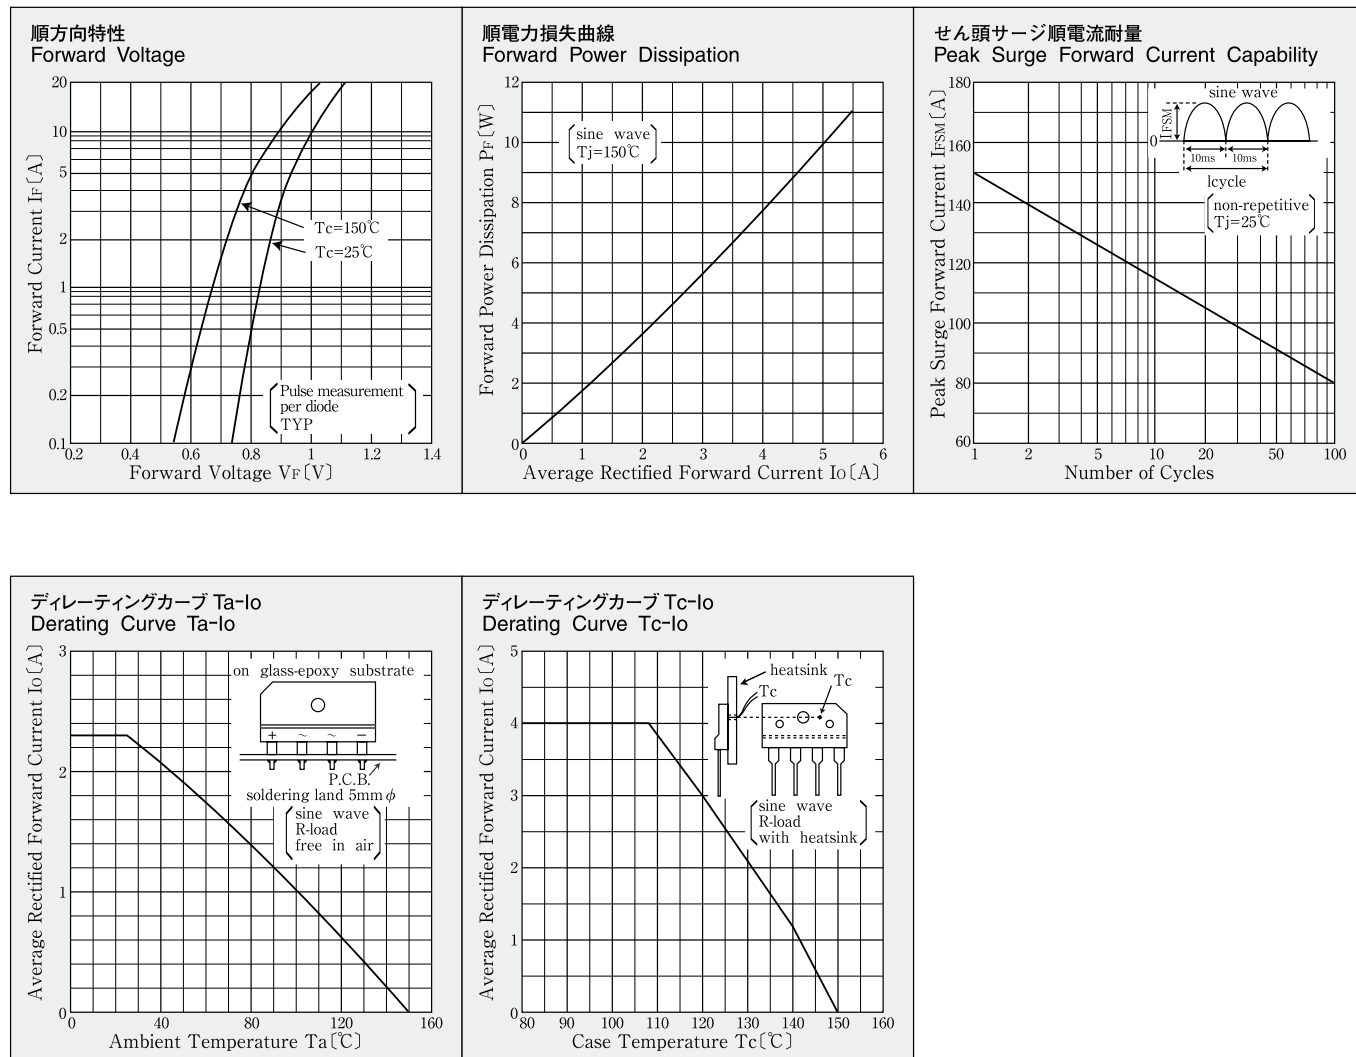 順方向特性
Forward Voltage
20
10
5
2
1
0.5
0.2
0.1
Forward Current IF〔A〕
Tc=150℃
Tc=25℃
Pulse measurement
per diode
TYP
0.2 0.4 0.6 0.8 1 1.2 1.4
Forward Voltage VF〔V〕
順電力損失曲線
Forward Power Dissipation
12
10
8
6
4
2
0
Forward Power Dissipation PF〔W〕
sine wave
Tj=150℃
0 1 2 3 4 5 6
Average Rectified Forward Current Io〔A〕
せん頭サージ順電流耐量
Peak Surge Forward Current Capability
180
160
140
120
100
80
60
Peak Surge Forward Current IFSM〔A〕
sine wave
IFSM
0
10ms 10ms
lcycle
non-repetitive
Tj=25℃
1 2 5 10 20 50 100
Number of Cycles
ディレーティングカーブ Ta-Io
Derating Curve Ta-Io
3
2
1
0
Average Rectified Forward Current Io〔A〕
on glass-epoxy substrate
+ ~ ~ −
P.C.B.
soldering land 5mmφ
sine wave
R-load
free in air
0 40 80 120 160
Ambient Temperature Ta〔℃〕
ディレーティングカーブ Tc-Io
Derating Curve Tc-Io
5
4
3
2
1
0
Average Rectified Forward Current Io〔A〕
heatsink
Tc
Tc
sine wave
R-load
with heatsink
80 90 100 110 120 130 140 150 160
Case Temperature Tc〔℃〕